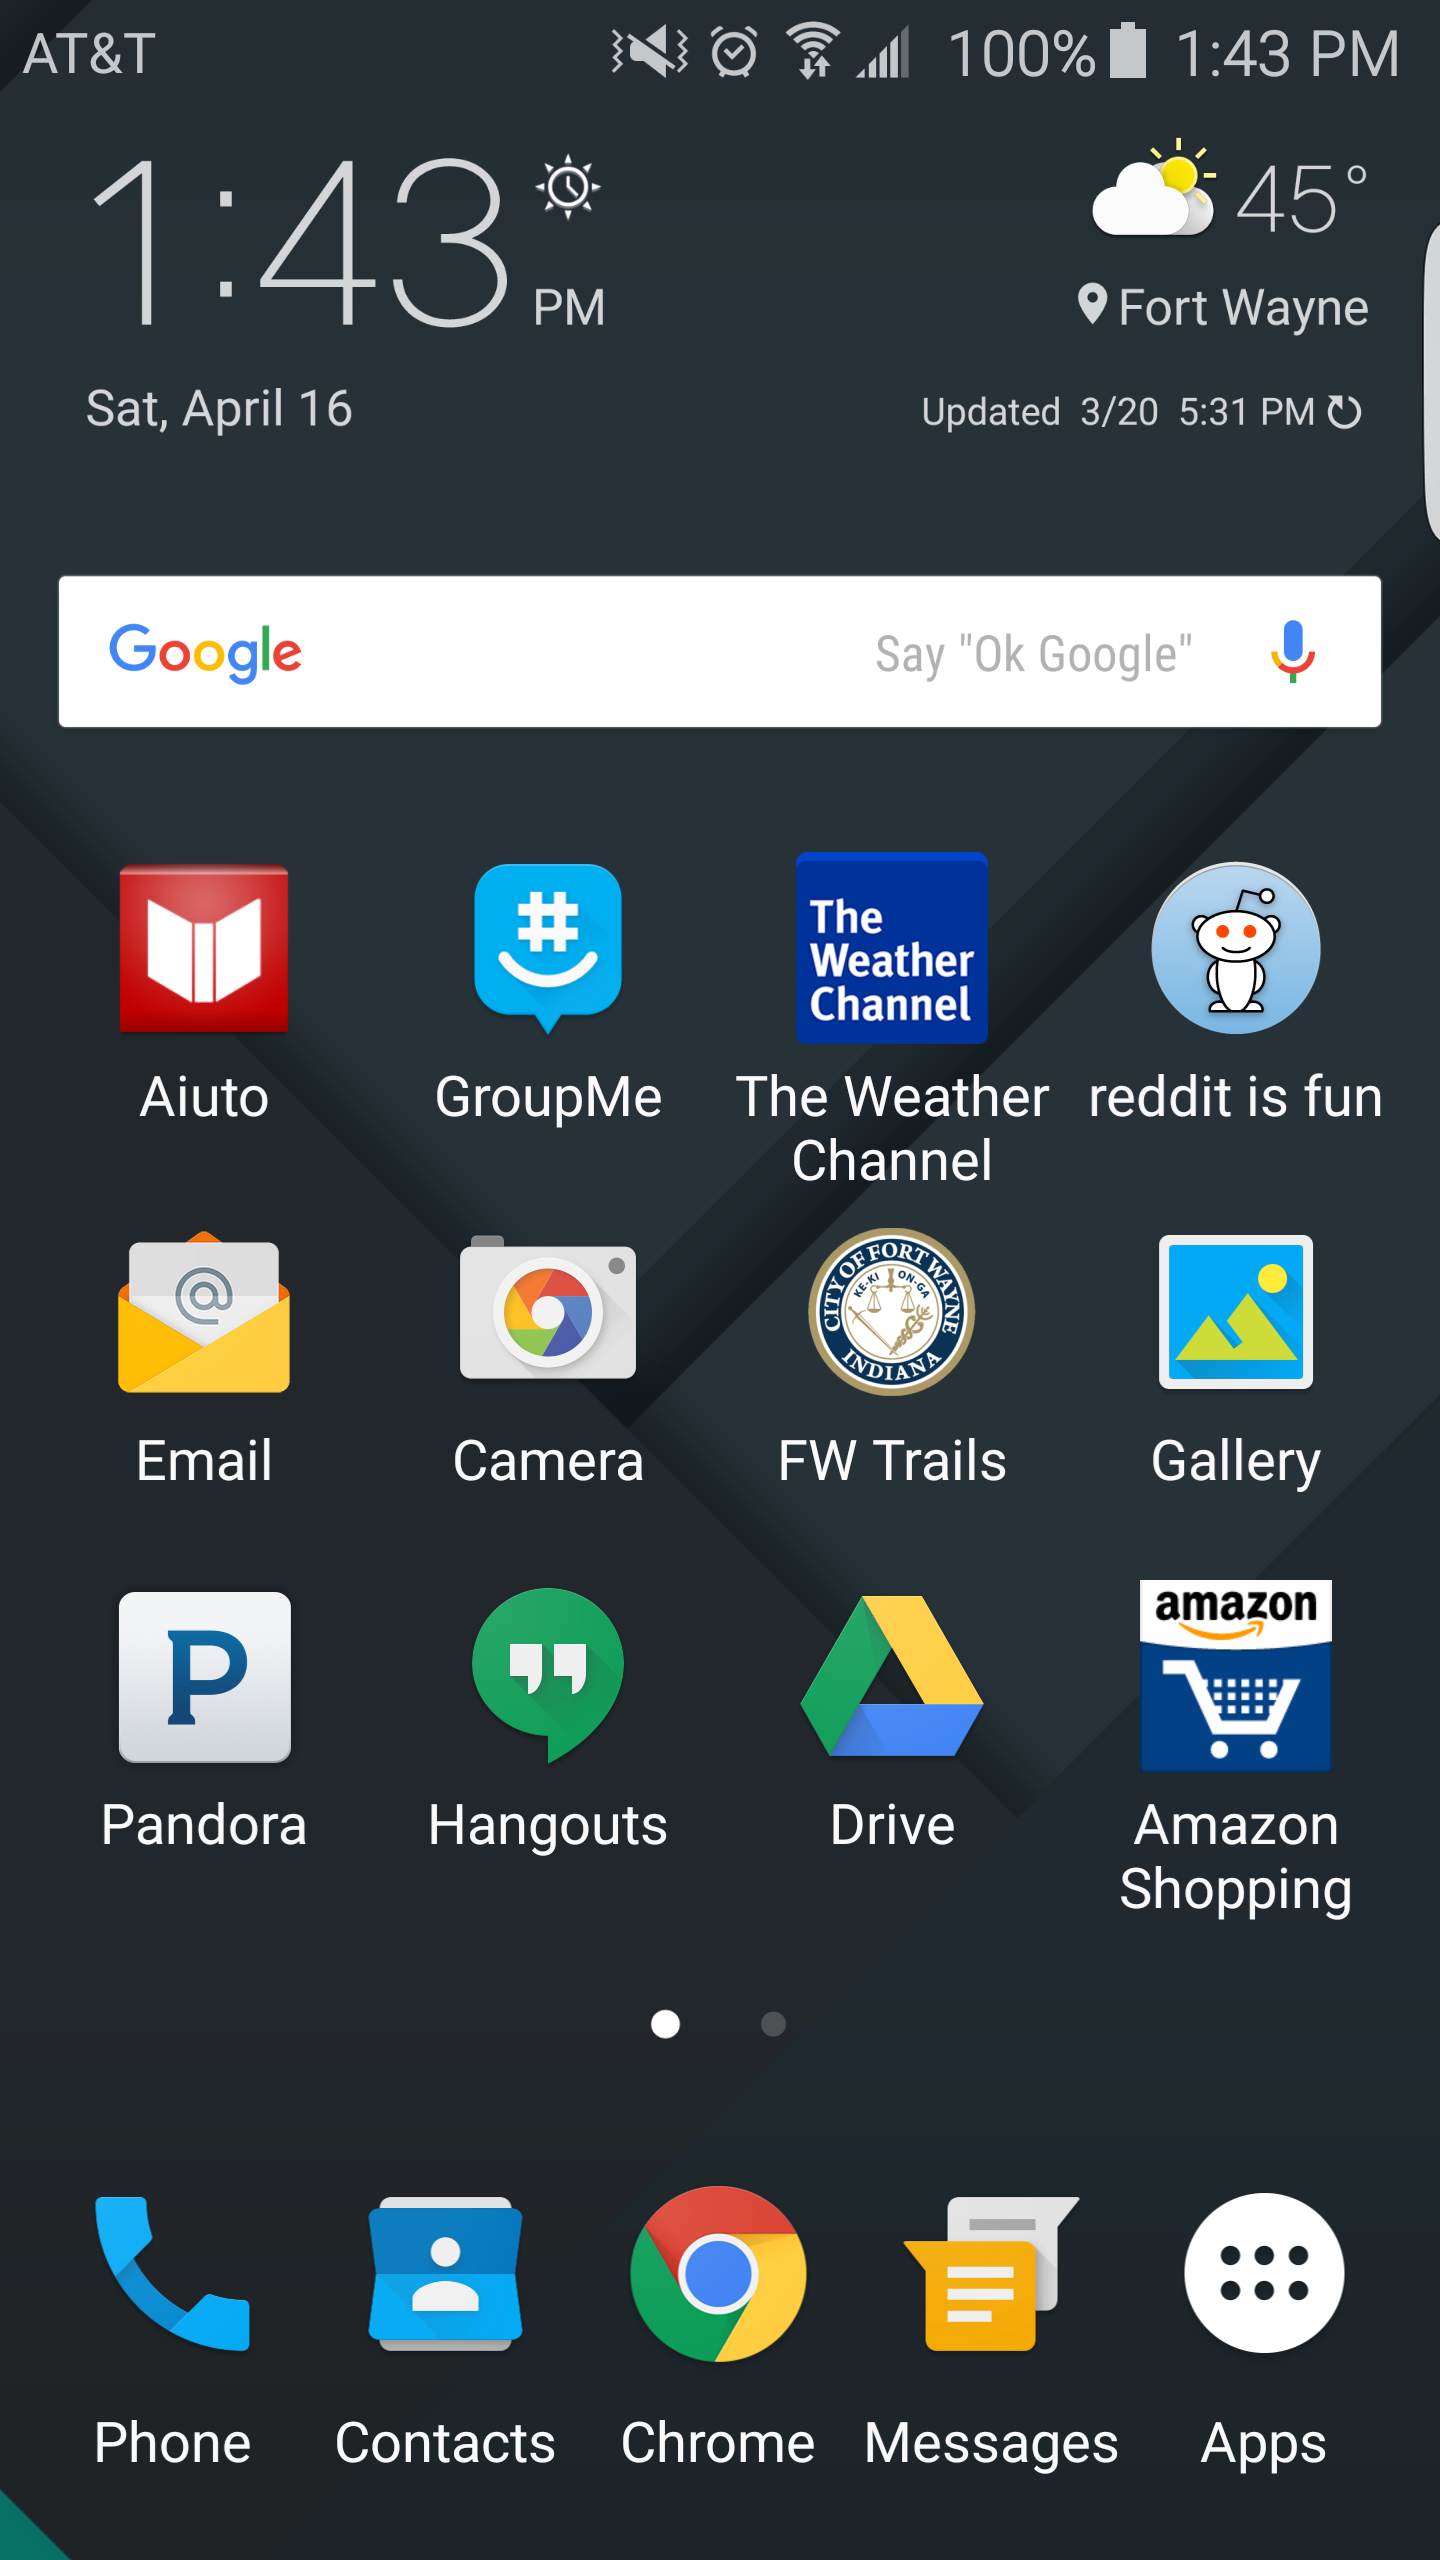 AT&T 100% 1:43 PM
1:43 PM
45°
Fort Wayne
Sat, April 16
Updated 3/20 5:31 PM
Google Say "Ok Google"
The
Weather
Channel
Aiuto GroupMe The Weather Channel reddit is fun
@
CITY OF FORT WAYNE
KE-KI ON-GA
INDIANA
Email Camera FW Trails Gallery
P
amazon
Pandora Hangouts Drive Amazon Shopping
Phone Contacts Chrome Messages Apps